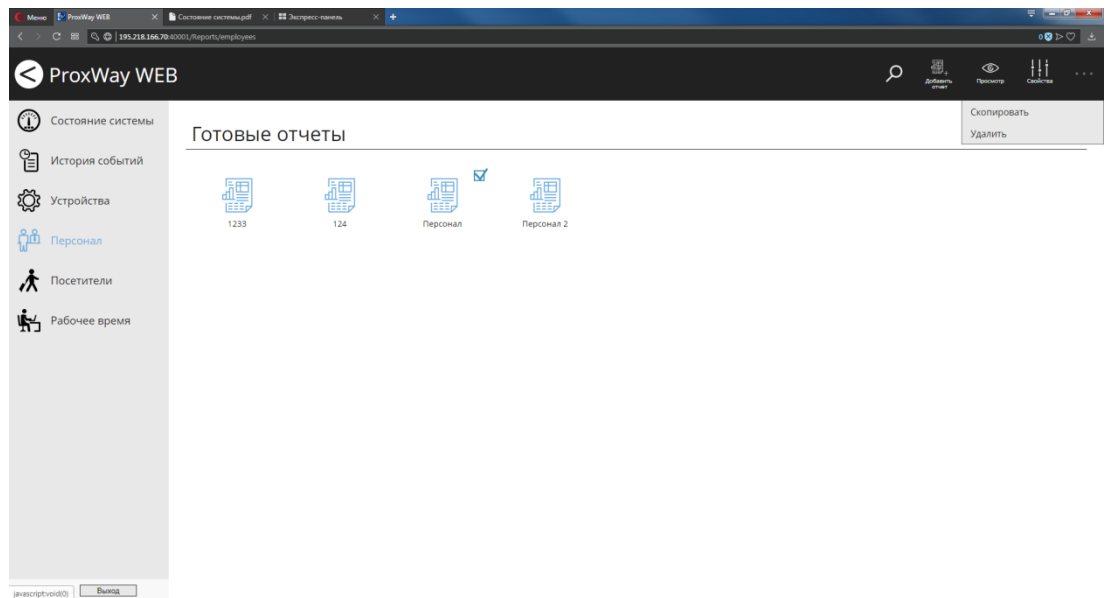 Меню
ProxWay WEB
Состояние системы.pdf
Экспресс-панель
195.218.166.70:40001/Reports/employees
0
ProxWay WEB
Добавить отчет
Просмотр
Свойства
...
Скопировать
Удалить
Состояние системы
История событий
Устройства
Персонал
Посетители
Рабочее время
Готовые отчеты
1233
124
Персонал
Персонал 2
javascript:void(0)
Выход